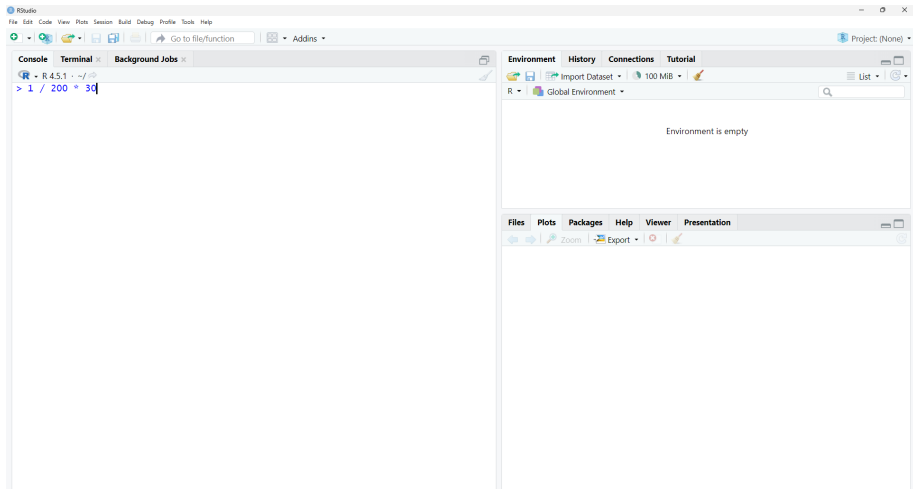 RStudio
File Edit Code View Plots Session Build Debug Profile Tools Help
Go to file/function Addins Project: (None)
Console Terminal Background Jobs
R 4.5.1 · ~/
> 1 / 200 * 30
Environment History Connections Tutorial
Import Dataset 100 MiB List
R Global Environment
Environment is empty
Files Plots Packages Help Viewer Presentation
Zoom Export